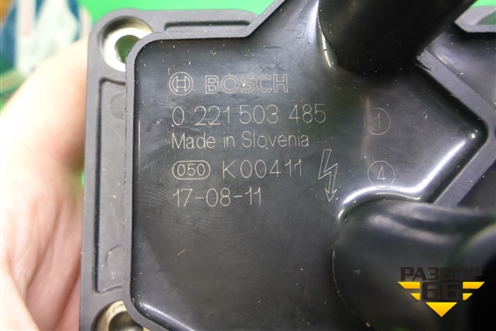 BOSCH
0 221 503 485 1
Made in Slovenia
050 K00411 4
17-08-11
РАЗБОР
66